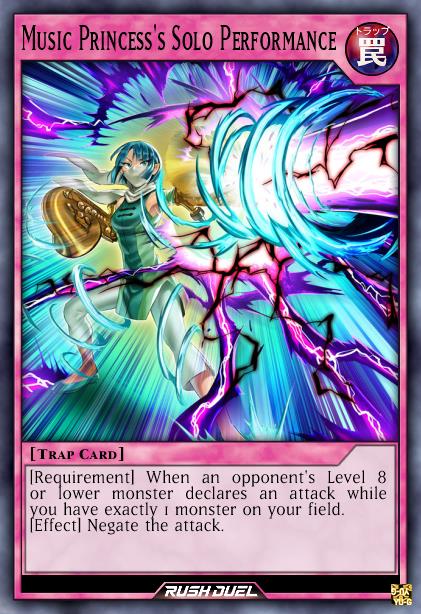 Music Princess's Solo Performance
トラップ
罠
[Trap Card]
[Requirement] When an opponent's Level 8
or lower monster declares an attack while
you have exactly 1 monster on your field.
[Effect] Negate the attack.
RUSH DUEL